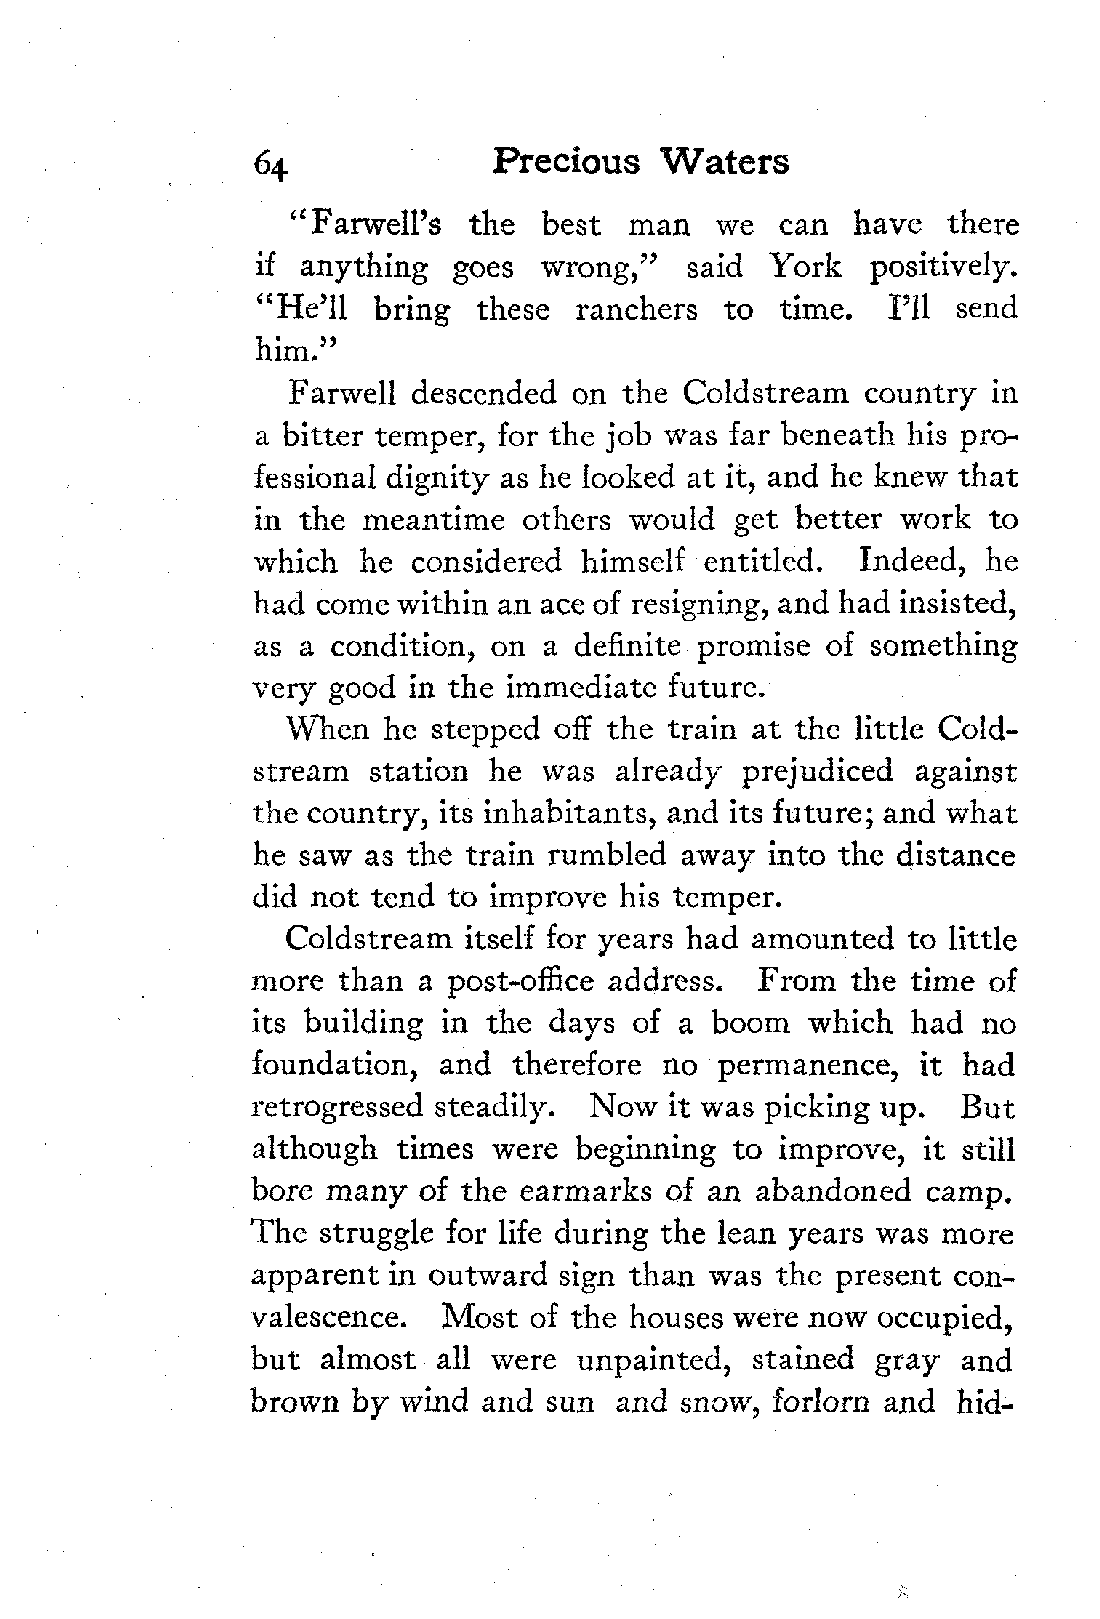 64 Precious Waters
"Farwell's the best man we can have there
if anything goes wrong," said York positively.
"He'll bring these ranchers to time. I'll send
him."
Farwell descended on the Coldstream country in
a bitter temper, for the job was far beneath his pro-
fessional dignity as he looked at it, and he knew that
in the meantime others would get better work to
which he considered himself entitled. Indeed, he
had come within an ace of resigning, and had insisted,
as a condition, on a definite promise of something
very good in the immediate future.
When he stepped off the train at the little Cold-
stream station he was already prejudiced against
the country, its inhabitants, and its future; and what
he saw as the train rumbled away into the distance
did not tend to improve his temper.
Coldstream itself for years had amounted to little
more than a post-office address. From the time of
its building in the days of a boom which had no
foundation, and therefore no permanence, it had
retrogressed steadily. Now it was picking up. But
although times were beginning to improve, it still
bore many of the earmarks of an abandoned camp.
The struggle for life during the lean years was more
apparent in outward sign than was the present con-
valescence. Most of the houses were now occupied,
but almost all were unpainted, stained gray and
brown by wind and sun and snow, forlorn and hid-